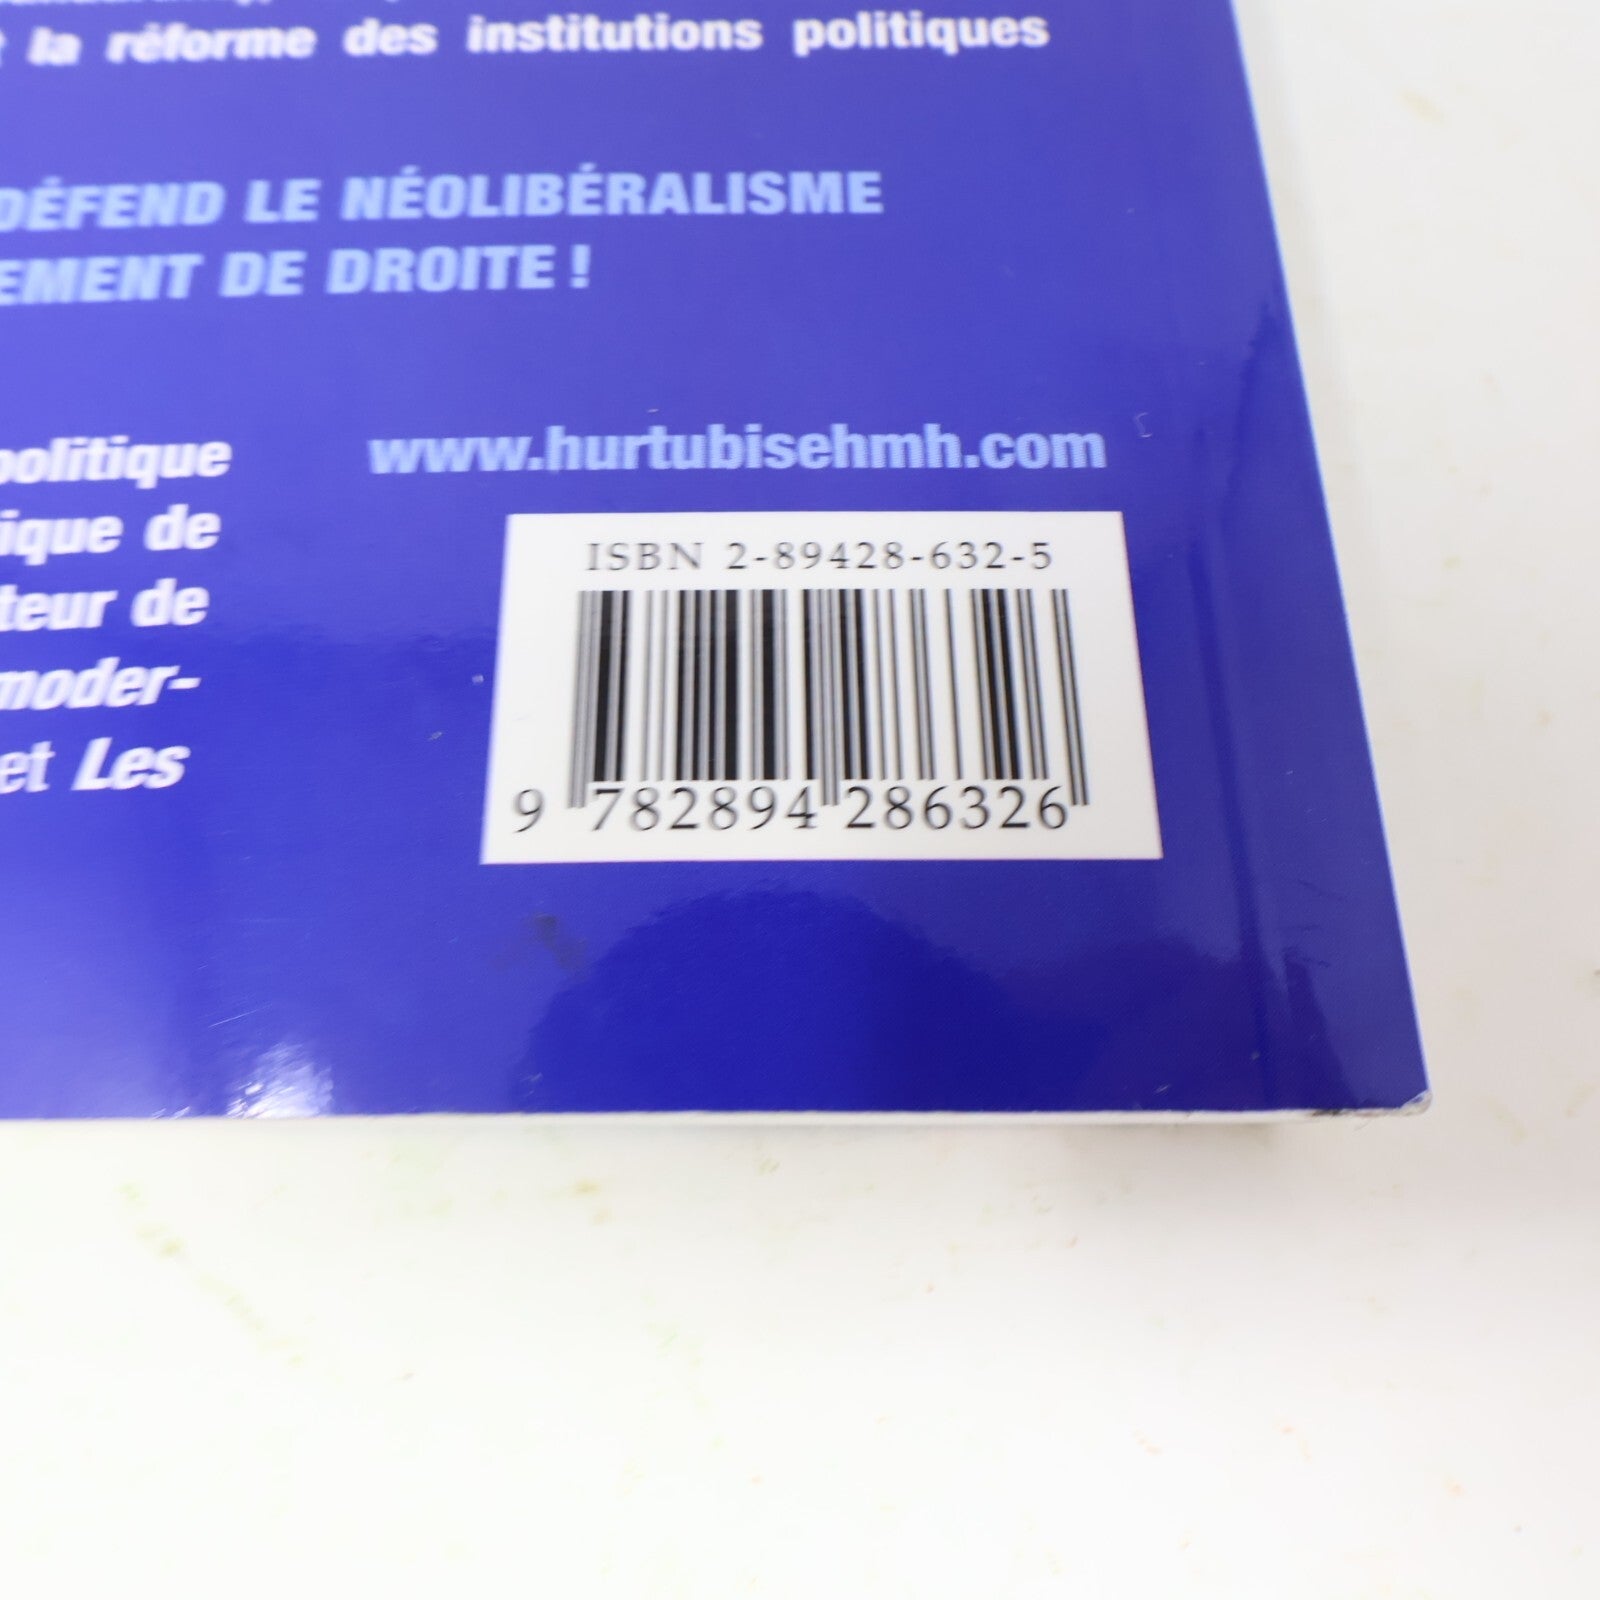 la réforme des institutions politiques
DÉFEND LE NÉOLIBÉRALISME
EMENT DE DROITE !
politique
www.hurtubisehmh.com
ique de
teur de
moder-
et Les
ISBN 2-89428-632-5
9 782894 286326